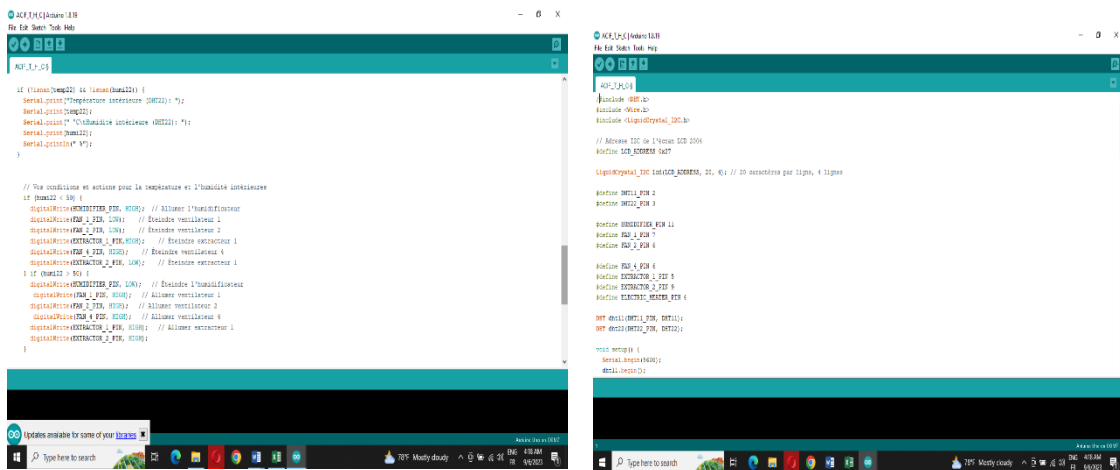 ACIF_T_H_C | Arduino 1.8.19
File Edit Sketch Tools Help
ACIF_T_H_C§
if (!isnan(temp22) && !isnan(humi22)) {
Serial.print("Température intérieure (DHT22): ");
Serial.print(temp22);
Serial.print(" °C\tHumidité intérieure (DHT22): ");
Serial.print(humi22);
Serial.println(" %");
}
// Vos conditions et actions pour la température et l'humidité intérieures
if (humi22 < 50) {
digitalWrite(HUMIDIFIER_PIN, HIGH); // Allumer l'humidificateur
digitalWrite(FAN_1_PIN, LOW); // Éteindre ventilateur 1
digitalWrite(FAN_2_PIN, LOW); // Éteindre ventilateur 2
digitalWrite(EXTRACTOR_1_PIN,HIGH); // Éteindre extracteur 1
digitalWrite(FAN_4_PIN, HIGH); // Éteindre ventilateur 4
digitalWrite(EXTRACTOR_2_PIN, LOW); // Éteindre extracteur 1
} if (humi22 > 50) {
digitalWrite(HUMIDIFIER_PIN, LOW); // Éteindre l'humidificateur
digitalWrite(FAN_1_PIN, HIGH); // Allumer ventilateur 1
digitalWrite(FAN_2_PIN, HIGH); // Allumer ventilateur 2
digitalWrite(FAN_4_PIN, HIGH); // Allumer ventilateur 4
digitalWrite(EXTRACTOR_1_PIN, HIGH); // Allumer extracteur 1
digitalWrite(EXTRACTOR_2_PIN, HIGH);
}
Updates available for some of your libraries
Type here to search
78°F Mostly cloudy
ENG
FR
4:18 AM
9/6/2023
ACIF_T_H_C | Arduino 1.8.19
File Edit Sketch Tools Help
ACIF_T_H_C§
#include <DHT.h>
#include <Wire.h>
#include <LiquidCrystal_I2C.h>
// Adresse I2C de l'écran LCD 2004
#define LCD_ADDRESS 0x27
LiquidCrystal_I2C lcd(LCD_ADDRESS, 20, 4); // 20 caractères par ligne, 4 lignes
#define DHT11_PIN 2
#define DHT22_PIN 3
#define HUMIDIFIER_PIN 11
#define FAN_1_PIN 7
#define FAN_2_PIN
#define FAN_4_PIN
#define EXTRACTOR_1_PIN 5
#define EXTRACTOR_2_PIN 9
#define ELECTRIC_HEATER_PIN
DHT dht11(DHT11_PIN, DHT11);
DHT dht22(DHT22_PIN, DHT22);
void setup() {
Serial.begin(9600);
dht11.begin();
Type here to search
78°F Mostly cloudy
ENG
FR
4:18 AM
9/6/2023